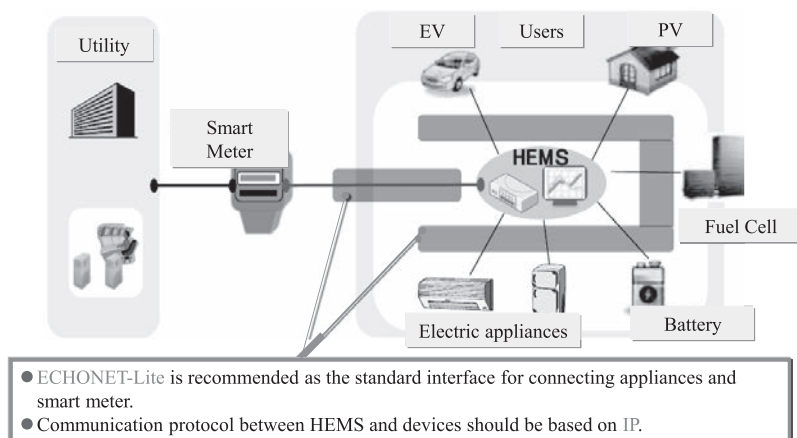 Utility
EV
Users
PV
Smart
Meter
HEMS
Fuel Cell
Electric appliances
Battery
● ECHONET-Lite is recommended as the standard interface for connecting appliances and
smart meter.
● Communication protocol between HEMS and devices should be based on IP.